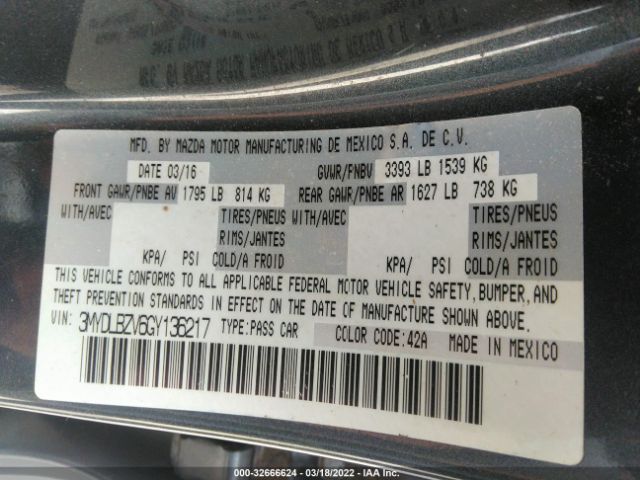 MFD. BY MAZDA MOTOR MANUFACTURING DE MEXICO S.A. DE C.V.
DATE 03/16 GVWR/PNBV 3393 LB 1539 KG
FRONT GAWR/PNBE AV 1795 LB 814 KG REAR GAWR/PNBE AR 1627 LB 738 KG
WITH/AVEC TIRES/PNEUS WITH/AVEC TIRES/PNEUS
RIMS/JANTES RIMS/JANTES
KPA/ PSI COLD/A FROID KPA/ PSI COLD/A FROID
THIS VEHICLE CONFORMS TO ALL APPLICABLE FEDERAL MOTOR VEHICLE SAFETY, BUMPER, AND
THEFT PREVENTION STANDARDS IN EFFECT ON THE DATE OF MANUFACTURE SHOWN ABOVE.
VIN: 3MYDLBZV6GY136217 TYPE:PASS CAR COLOR CODE:42A MADE IN MEXICO
000-32666624 | 03/18/2022 | IAA Inc.